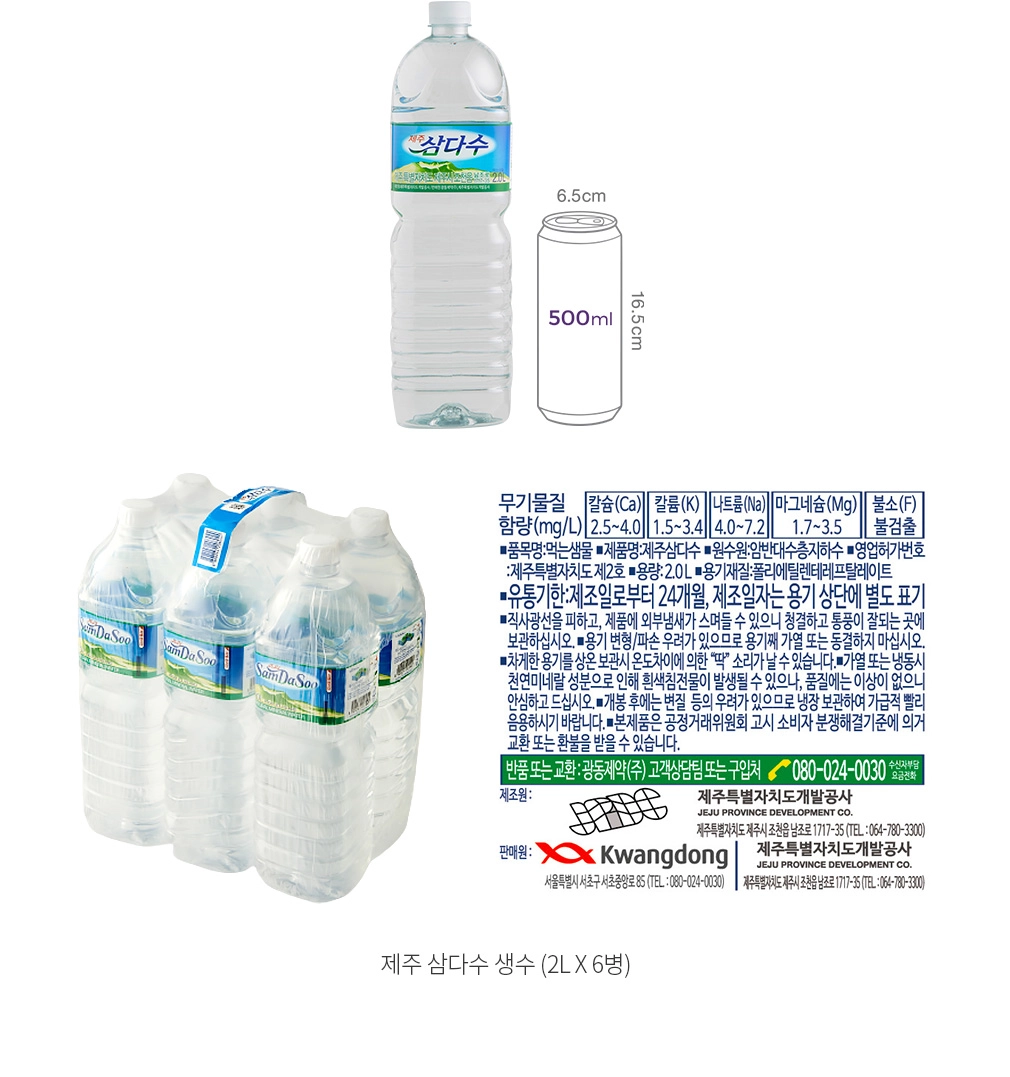 제주
삼다수
2.0L
6.5cm
500ml
16.5cm
SamDaSoo
SamDaSoo
SamDaSoo
무기물질
함량(mg/L)
칼슘(Ca) 칼륨(K) 나트륨(Na) 마그네슘(Mg) 불소(F)
2.5~4.0 1.5~3.4 4.0~7.2 1.7~3.5 불검출
■품목명:먹는샘물 ■제품명:제주삼다수 ■원수원:암반대수층지하수 ■영업허가번호
:제주특별자치도 제2호 ■용량:2.0L ■용기재질:폴리에틸렌테레프탈레이트
■유통기한:제조일로부터 24개월, 제조일자는 용기 상단에 별도 표기
■직사광선을 피하고, 제품에 외부냄새가 스며들 수 있으니 청결하고 통풍이 잘되는 곳에
보관하십시오. ■용기 변형/파손 우려가 있으므로 용기째 가열 또는 동결하지 마십시오.
■차게한 용기를 상온 보관시 온도차이에 의한 "딱" 소리가 날 수 있습니다. ■가열 또는 냉동시
천연미네랄 성분으로 인해 흰색침전물이 발생될 수 있으나, 품질에는 이상이 없으니
안심하고 드십시오. ■개봉 후에는 변질 등의 우려가 있으므로 냉장 보관하여 가급적 빨리
음용하시기 바랍니다. ■본제품은 공정거래위원회 고시 소비자 분쟁해결기준에 의거
교환 또는 환불을 받을 수 있습니다.
반품 또는 교환 : 광동제약(주) 고객상담팀 또는 구입처 080-024-0030 수신자부담 요금전화
제조원 :
JPDC
제주특별자치도개발공사
JEJU PROVINCE DEVELOPMENT CO.
제주특별자치도 제주시 조천읍 남조로 1717-35 (TEL. : 064-780-3300)
판매원 :
Kwangdong
서울특별시 서초구 서초중앙로 85 (TEL. : 080-024-0030)
제주특별자치도개발공사
JEJU PROVINCE DEVELOPMENT CO.
제주특별자치도 제주시 조천읍 남조로 1717-35 (TEL. : 064-780-3300)
제주 삼다수 생수 (2L X 6병)